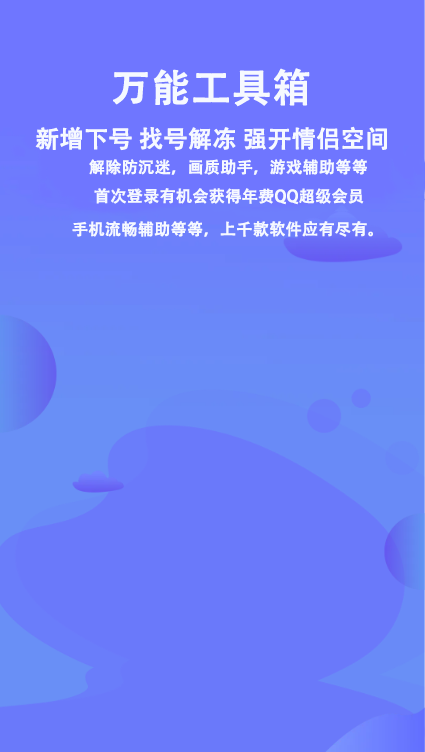 万能工具箱
新增下号 找号解冻 强开情侣空间
解除防沉迷，画质助手，游戏辅助等等
首次登录有机会获得年费QQ超级会员
手机流畅辅助等等，上千款软件应有尽有。